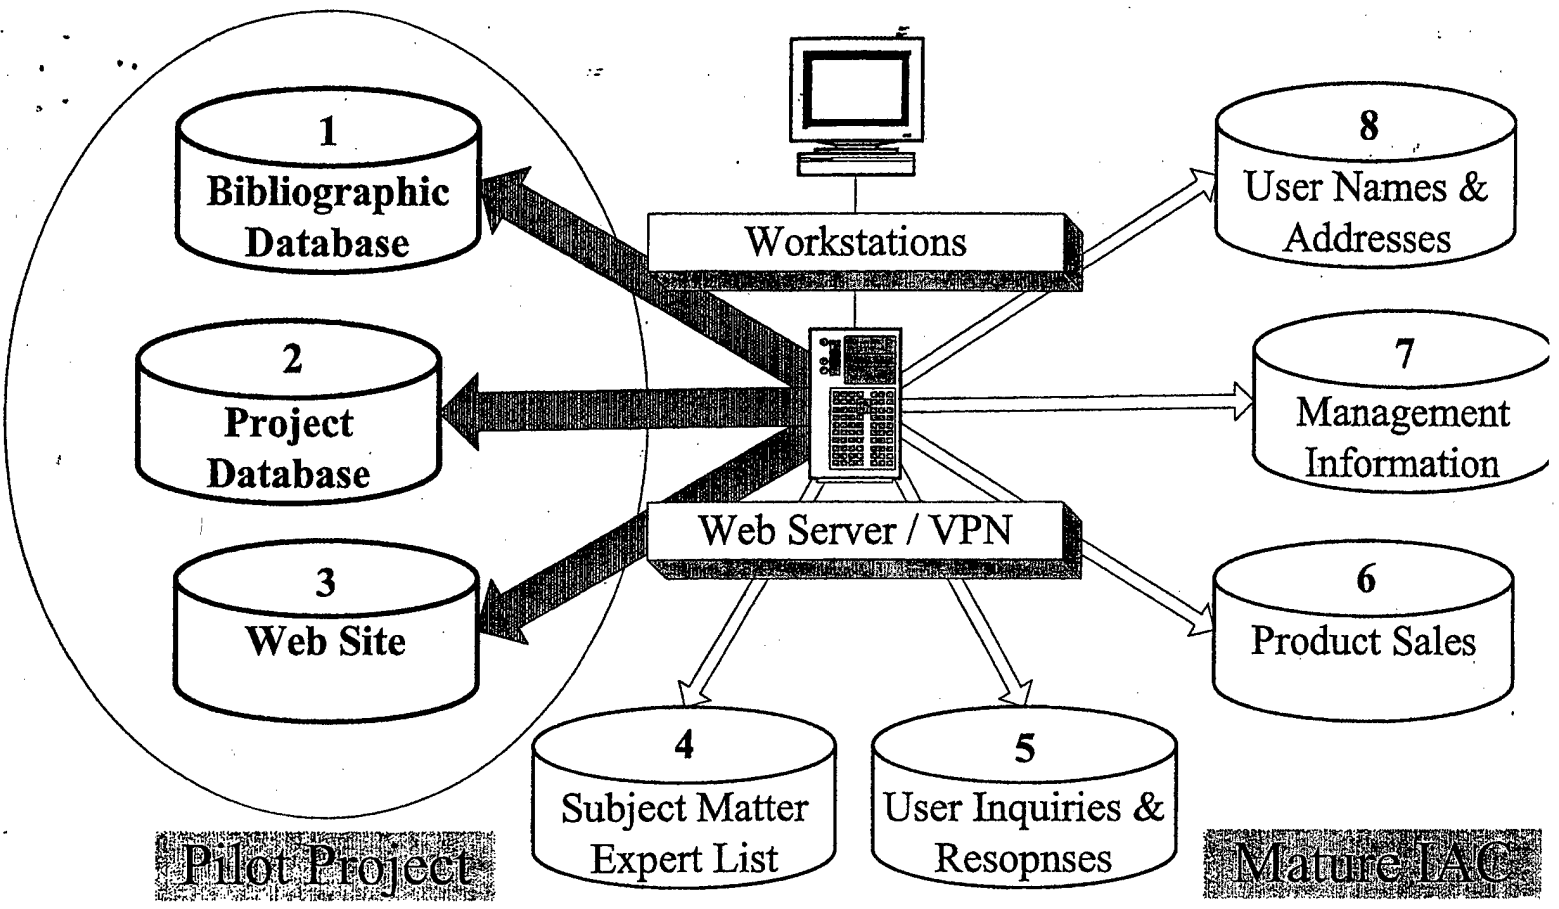 1
Bibliographic
Database
2
Project
Database
3
Web Site
Workstations
Web Server / VPN
8
User Names &
Addresses
7
Management
Information
6
Product Sales
4
Subject Matter
Expert List
5
User Inquiries &
Resopnses
Pilot Project
Mature IAC